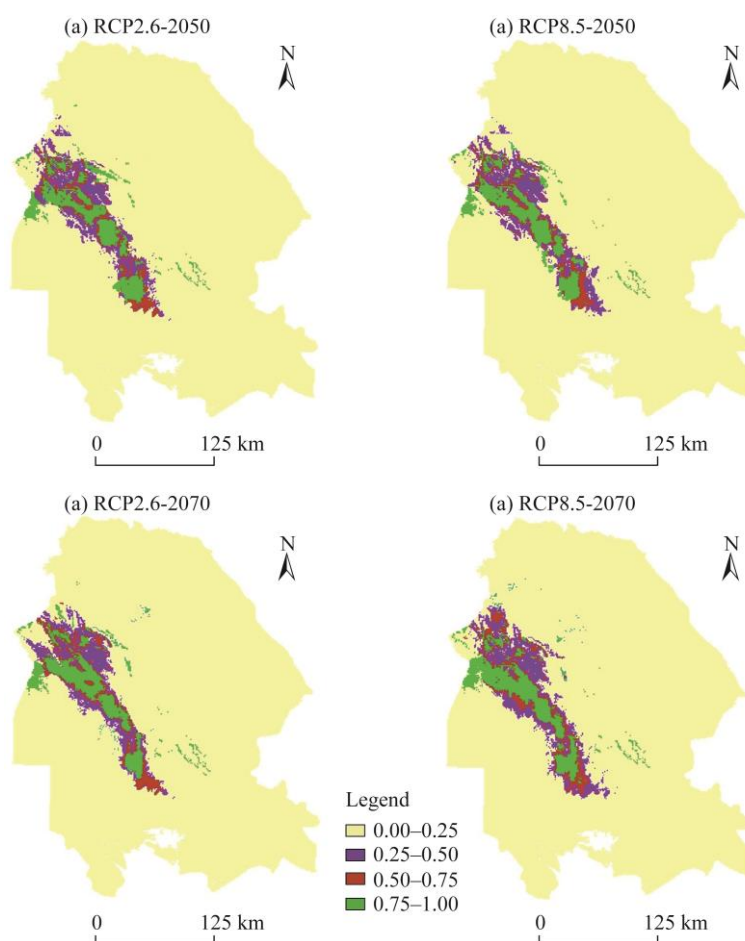 (a) RCP2.6-2050
(a) RCP8.5-2050
N
N
0 125 km
0 125 km
(a) RCP2.6-2070
(a) RCP8.5-2070
N
N
Legend
0.00–0.25
0.25–0.50
0.50–0.75
0.75–1.00
0 125 km
0 125 km